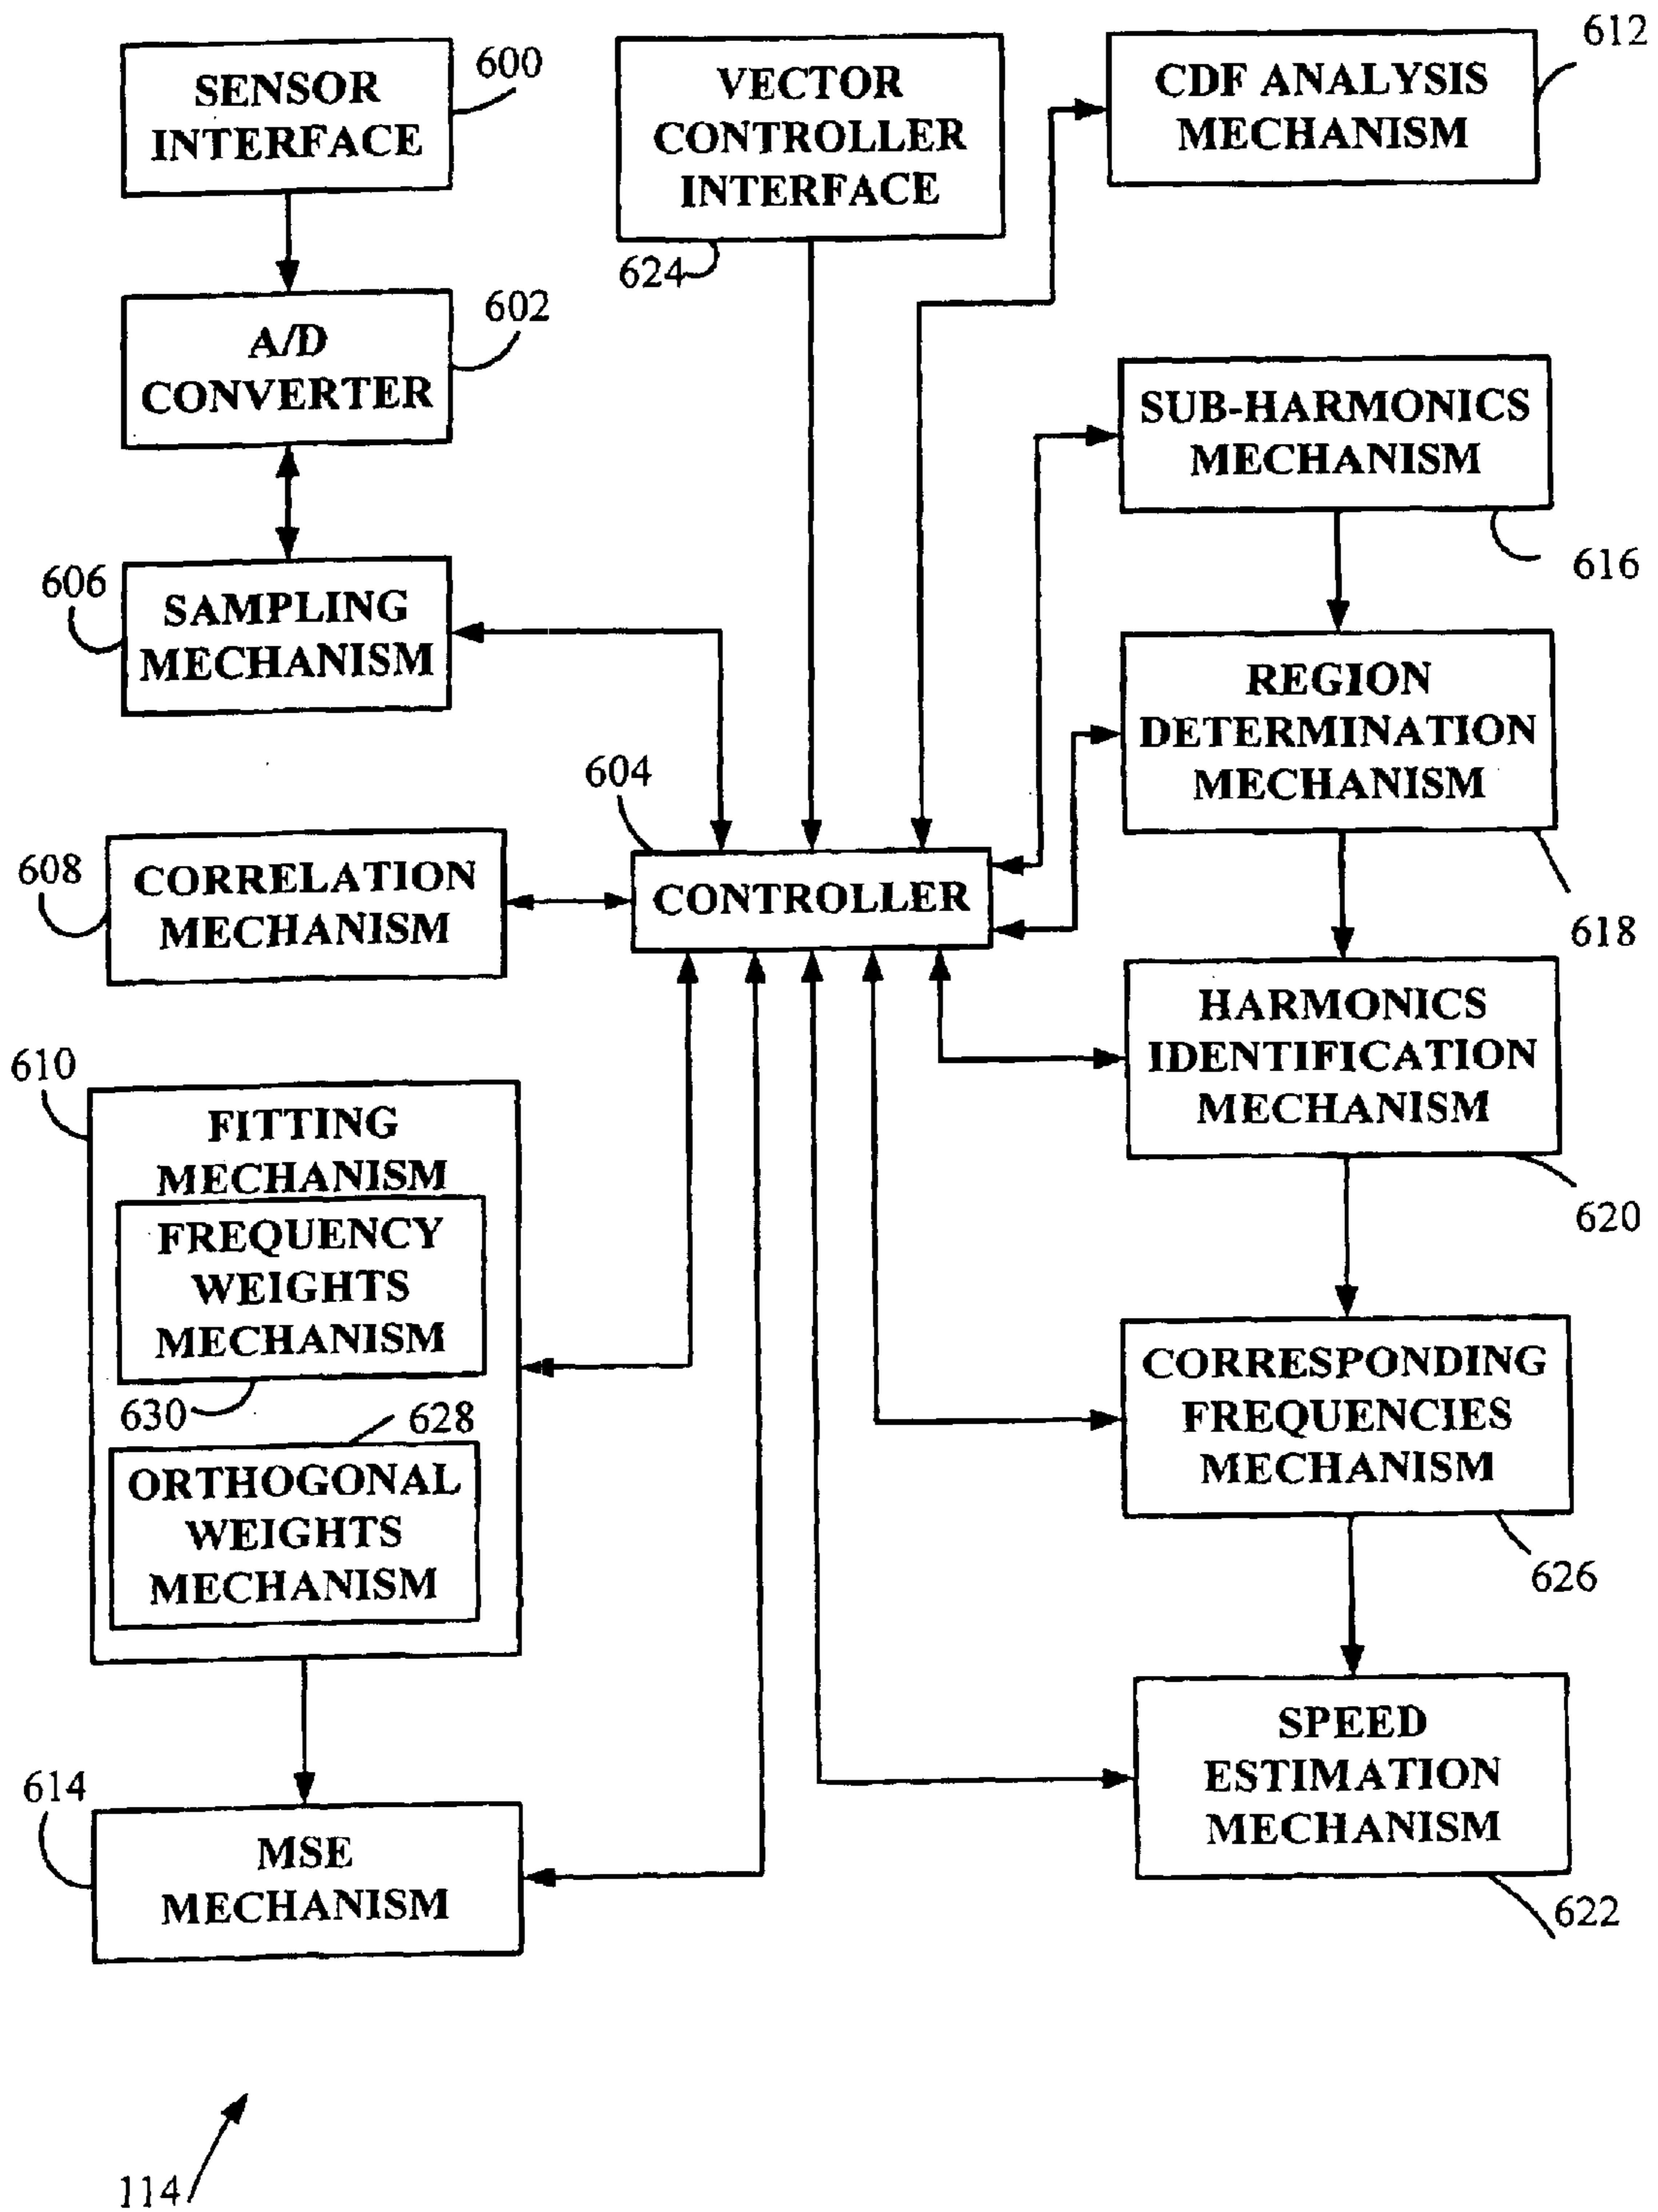 SENSOR
INTERFACE
600
VECTOR
CONTROLLER
INTERFACE
624
CDF ANALYSIS
MECHANISM
612
A/D
CONVERTER
602
SUB-HARMONICS
MECHANISM
616
606
SAMPLING
MECHANISM
REGION
DETERMINATION
MECHANISM
618
604
CONTROLLER
608
CORRELATION
MECHANISM
HARMONICS
IDENTIFICATION
MECHANISM
620
610
FITTING
MECHANISM
FREQUENCY
WEIGHTS
MECHANISM
630
628
ORTHOGONAL
WEIGHTS
MECHANISM
CORRESPONDING
FREQUENCIES
MECHANISM
626
SPEED
ESTIMATION
MECHANISM
622
614
MSE
MECHANISM
114